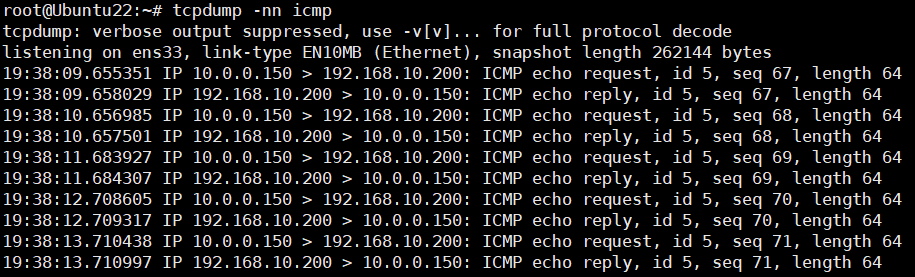 root@Ubuntu22:~# tcpdump -nn icmp
tcpdump: verbose output suppressed, use -v[v]... for full protocol decode
listening on ens33, link-type EN10MB (Ethernet), snapshot length 262144 bytes
19:38:09.655351 IP 10.0.0.150 > 192.168.10.200: ICMP echo request, id 5, seq 67, length 64
19:38:09.658029 IP 192.168.10.200 > 10.0.0.150: ICMP echo reply, id 5, seq 67, length 64
19:38:10.656985 IP 10.0.0.150 > 192.168.10.200: ICMP echo request, id 5, seq 68, length 64
19:38:10.657501 IP 192.168.10.200 > 10.0.0.150: ICMP echo reply, id 5, seq 68, length 64
19:38:11.683927 IP 10.0.0.150 > 192.168.10.200: ICMP echo request, id 5, seq 69, length 64
19:38:11.684307 IP 192.168.10.200 > 10.0.0.150: ICMP echo reply, id 5, seq 69, length 64
19:38:12.708605 IP 10.0.0.150 > 192.168.10.200: ICMP echo request, id 5, seq 70, length 64
19:38:12.709317 IP 192.168.10.200 > 10.0.0.150: ICMP echo reply, id 5, seq 70, length 64
19:38:13.710438 IP 10.0.0.150 > 192.168.10.200: ICMP echo request, id 5, seq 71, length 64
19:38:13.710997 IP 192.168.10.200 > 10.0.0.150: ICMP echo reply, id 5, seq 71, length 64